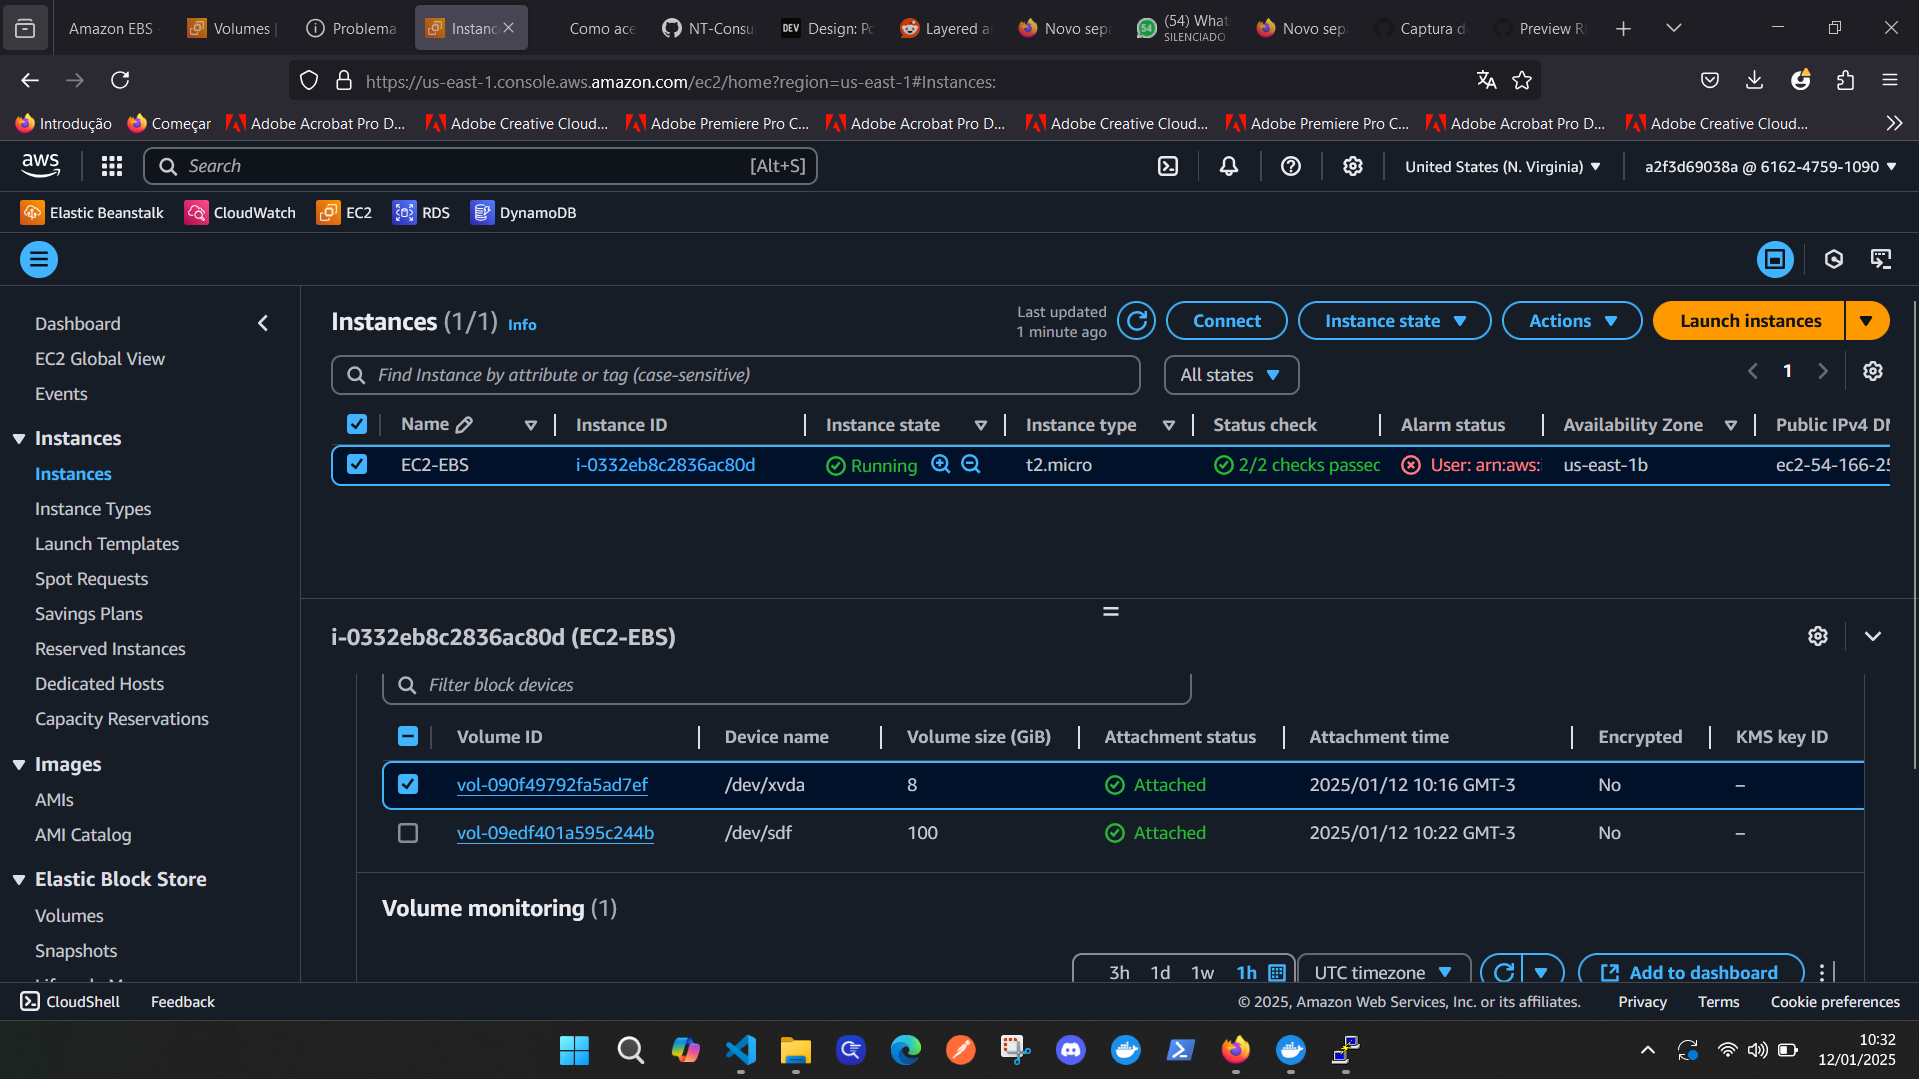 Amazon EBS
Volumes
Problema
Instanc
Como ace
NT-Consu
DEV
Design: Po
Layered a
Novo sep
(54) What
SILENCIADO
54
Novo sep
Captura d
Preview R
https://us-east-1.console.aws.amazon.com/ec2/home?region=us-east-1#Instances:
Introdução
Começar
Adobe Acrobat Pro D...
Adobe Creative Cloud...
Adobe Premiere Pro C...
Adobe Acrobat Pro D...
Adobe Creative Cloud...
Adobe Premiere Pro C...
Adobe Acrobat Pro D...
Adobe Creative Cloud...
aws
Search
[Alt+S]
United States (N. Virginia)
a2f3d69038a @ 6162-4759-1090
Elastic Beanstalk
CloudWatch
EC2
RDS
DynamoDB
Dashboard
EC2 Global View
Events
Instances
Instances
Instance Types
Launch Templates
Spot Requests
Savings Plans
Reserved Instances
Dedicated Hosts
Capacity Reservations
Images
AMIs
AMI Catalog
Elastic Block Store
Volumes
Snapshots
Instances (1/1) Info
Last updated
1 minute ago
Connect
Instance state
Actions
Launch instances
Find Instance by attribute or tag (case-sensitive)
All states
1
Name
Instance ID
Instance state
Instance type
Status check
Alarm status
Availability Zone
Public IPv4 DN
EC2-EBS
i-0332eb8c2836ac80d
Running
t2.micro
2/2 checks passed
User: arn:aws:
us-east-1b
ec2-54-166-25
i-0332eb8c2836ac80d (EC2-EBS)
Filter block devices
Volume ID
Device name
Volume size (GiB)
Attachment status
Attachment time
Encrypted
KMS key ID
vol-090f49792fa5ad7ef
/dev/xvda
8
Attached
2025/01/12 10:16 GMT-3
No
–
vol-09edf401a595c244b
/dev/sdf
100
Attached
2025/01/12 10:22 GMT-3
No
–
Volume monitoring (1)
3h
1d
1w
1h
UTC timezone
Add to dashboard
CloudShell
Feedback
© 2025, Amazon Web Services, Inc. or its affiliates.
Privacy
Terms
Cookie preferences
10:32
12/01/2025